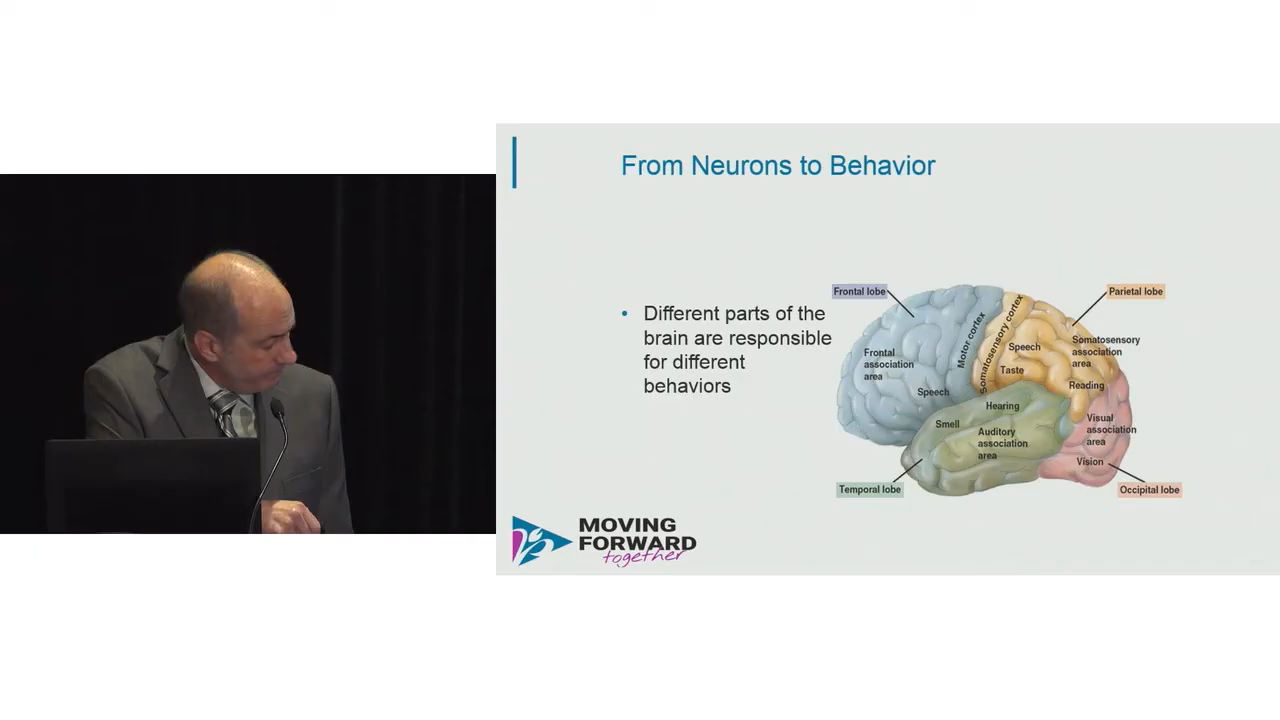 From Neurons to Behavior
• Different parts of the
brain are responsible
for different
behaviors
Frontal lobe
Parietal lobe
Motor cortex
Somatosensory cortex
Frontal
association
area
Speech
Speech
Taste
Somatosensory
association
area
Reading
Hearing
Smell
Auditory
association
area
Visual
association
area
Vision
Temporal lobe
Occipital lobe
MOVING
FORWARD
together